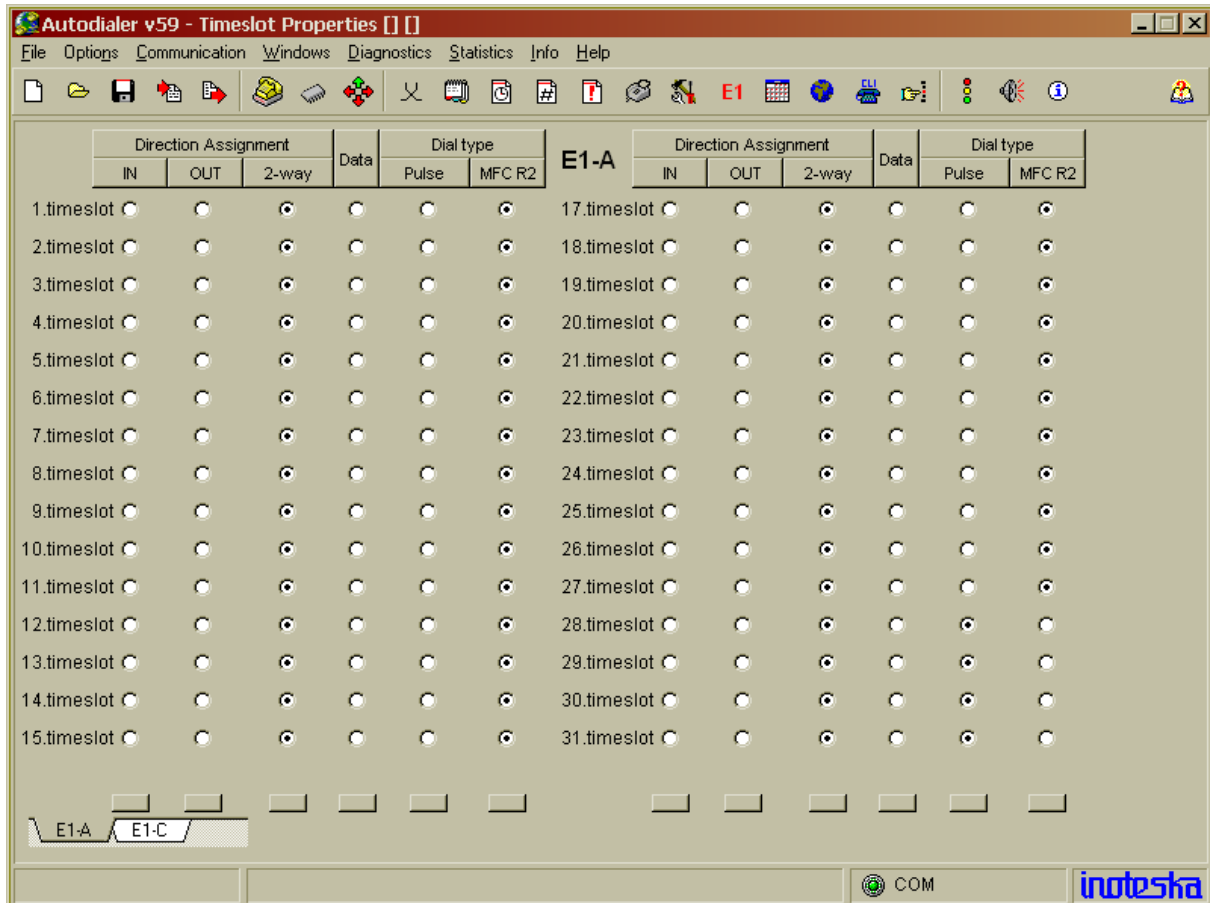 Autodialer v59 - Timeslot Properties [] []
File Options Communication Windows Diagnostics Statistics Info Help
E1 CLI
Direction Assignment Data Dial type E1-A Direction Assignment Data Dial type
IN OUT 2-way Pulse MFC R2 IN OUT 2-way Pulse MFC R2
1.timeslot 17.timeslot
2.timeslot 18.timeslot
3.timeslot 19.timeslot
4.timeslot 20.timeslot
5.timeslot 21.timeslot
6.timeslot 22.timeslot
7.timeslot 23.timeslot
8.timeslot 24.timeslot
9.timeslot 25.timeslot
10.timeslot 26.timeslot
11.timeslot 27.timeslot
12.timeslot 28.timeslot
13.timeslot 29.timeslot
14.timeslot 30.timeslot
15.timeslot 31.timeslot
E1-A E1-C
COM inoteska